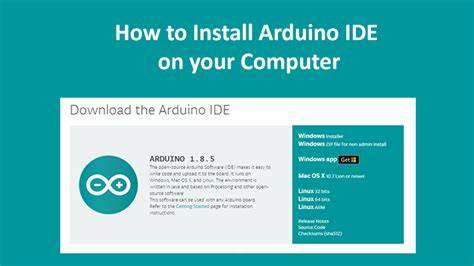 How to Install Arduino IDE
on your Computer
Download the Arduino IDE
ARDUINO 1.8.5
The open-source Arduino Software (IDE) makes it easy to
write code and upload it to the board. It runs on
Windows, Mac OS X, and Linux. The environment is
written in Java and based on Processing and other open-
source software.
This software can be used with any Arduino board.
Refer to the Getting Started page for Installation
instructions.
Windows Installer
Windows ZIP file for non admin install
Windows app Get
Mac OS X 10.7 Lion or newer
Linux 32 bits
Linux 64 bits
Linux ARM
Release Notes
Source Code
Checksums (sha512)